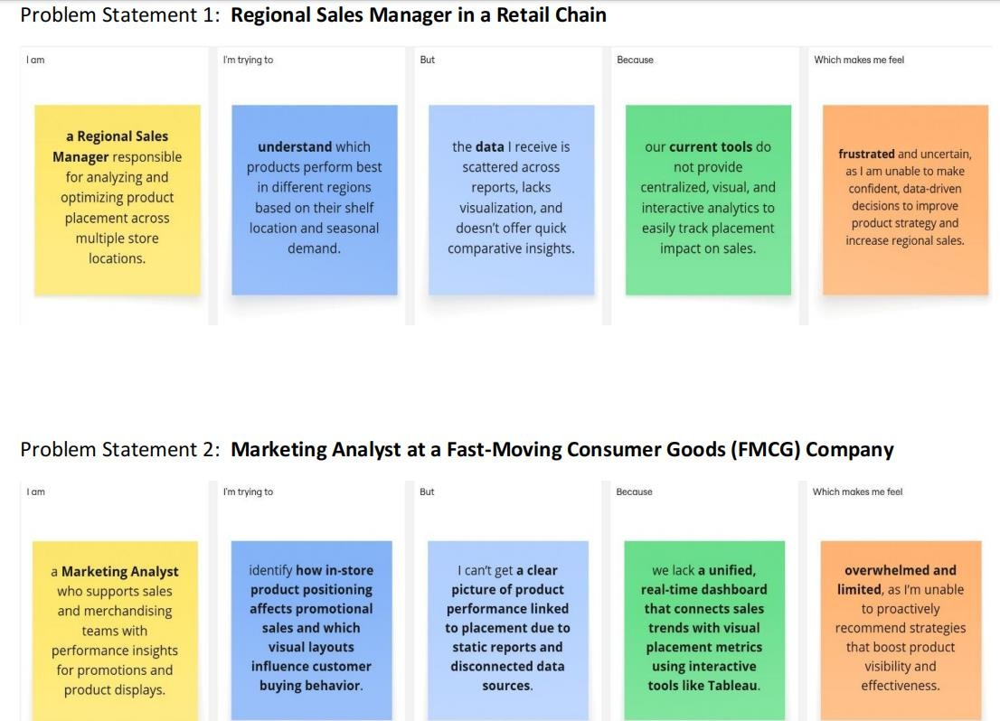 Problem Statement 1: Regional Sales Manager in a Retail Chain
I am
I'm trying to
But
Because
Which makes me feel
a Regional Sales
Manager responsible
for analyzing and
optimizing product
placement across
multiple store
locations.
understand which
products perform best
in different regions
based on their shelf
location and seasonal
demand.
the data I receive is
scattered across
reports, lacks
visualization, and
doesn't offer quick
comparative insights.
our current tools do
not provide
centralized, visual, and
interactive analytics to
easily track placement
impact on sales.
frustrated and uncertain,
as I am unable to make
confident, data-driven
decisions to improve
product strategy and
increase regional sales.
Problem Statement 2: Marketing Analyst at a Fast-Moving Consumer Goods (FMCG) Company
I am
I'm trying to
But
Because
Which makes me feel
a Marketing Analyst
who supports sales
and merchandising
teams with
performance insights
for promotions and
product displays.
identify how in-store
product positioning
affects promotional
sales and which
visual layouts
influence customer
buying behavior.
I can't get a clear
picture of product
performance linked
to placement due to
static reports and
disconnected data
sources.
we lack a unified,
real-time dashboard
that connects sales
trends with visual
placement metrics
using interactive
tools like Tableau.
overwhelmed and
limited, as I'm unable
to proactively
recommend strategies
that boost product
visibility and
effectiveness.